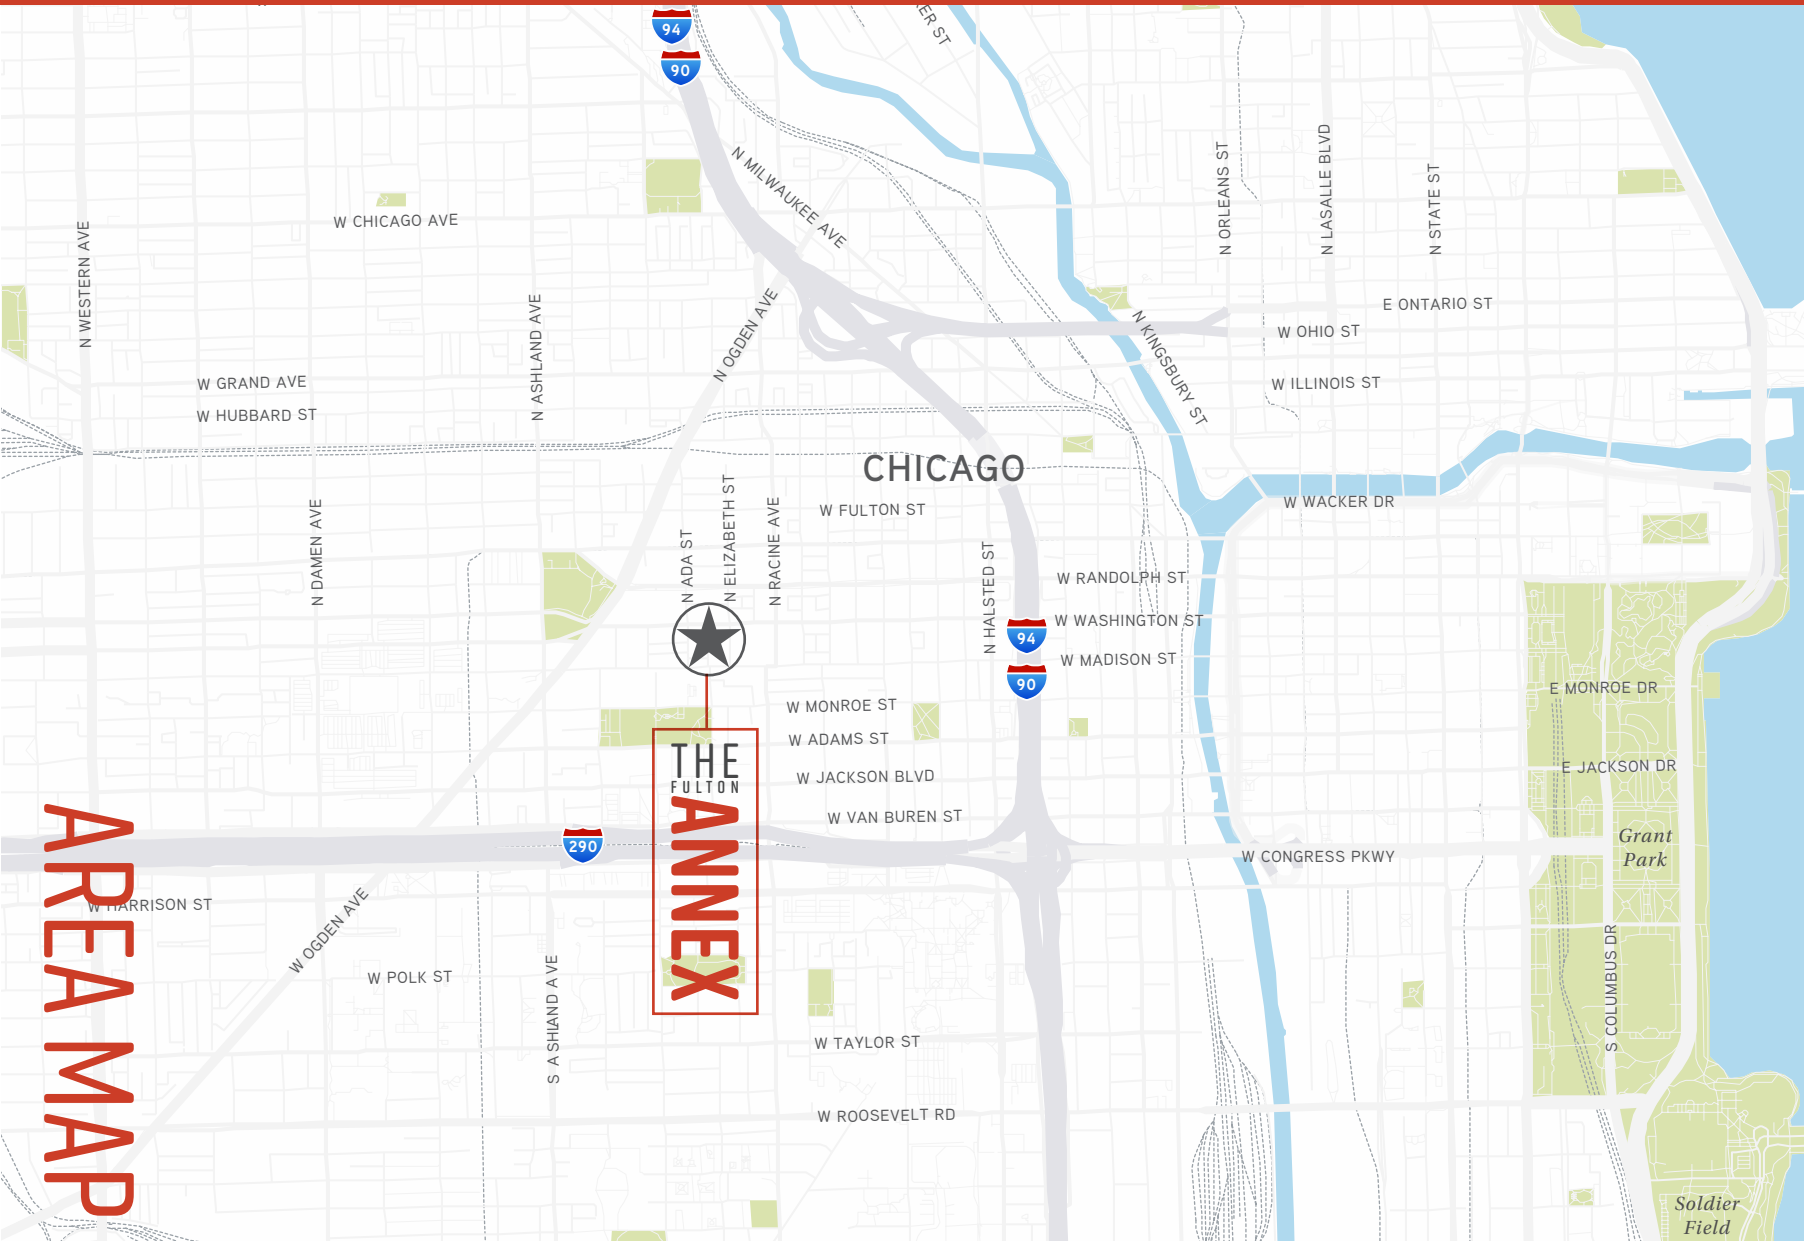 ER ST
94
90
N MILWAUKEE AVE
N ORLEANS ST
N LASALLE BLVD
N STATE ST
W CHICAGO AVE
N WESTERN AVE
N ASHLAND AVE
N OGDEN AVE
N KINGSBURY ST
E ONTARIO ST
W OHIO ST
W GRAND AVE
W ILLINOIS ST
W HUBBARD ST
CHICAGO
W WACKER DR
W FULTON ST
N DAMEN AVE
N ADA ST
N ELIZABETH ST
N RACINE AVE
N HALSTED ST
W RANDOLPH ST
W WASHINGTON ST
94
W MADISON ST
90
E MONROE DR
W MONROE ST
W ADAMS ST
E JACKSON DR
W JACKSON BLVD
THE
FULTON
ANNEX
W VAN BUREN ST
290
Grant
Park
W CONGRESS PKWY
AREA MAP
W HARRISON ST
W OGDEN AVE
W POLK ST
S ASHLAND AVE
S COLUMBUS DR
W TAYLOR ST
W ROOSEVELT RD
Soldier
Field